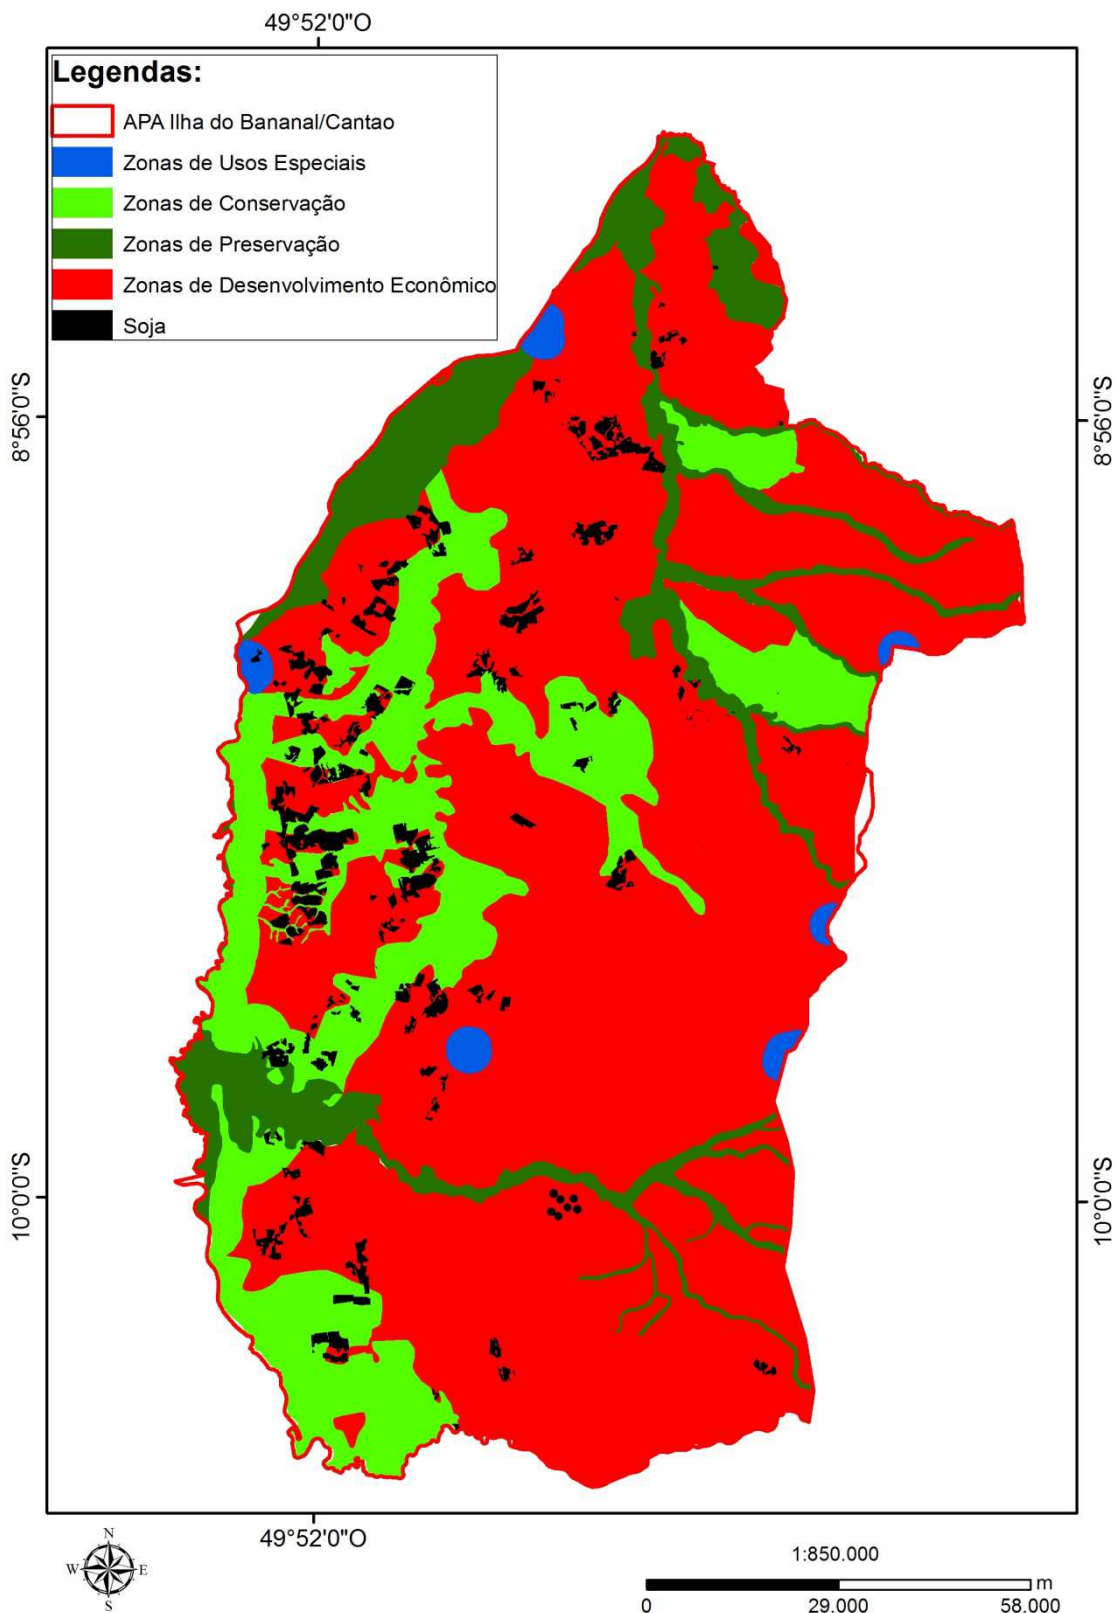 49°52'0"O
Legendas:
APA Ilha do Bananal/Cantao
Zonas de Usos Especiais
Zonas de Conservação
Zonas de Preservação
Zonas de Desenvolvimento Econômico
Soja
8°56'0"S
8°56'0"S
10°0'0"S
10°0'0"S
49°52'0"O
N
W
E
S
1:850.000
m
0
29.000
58.000